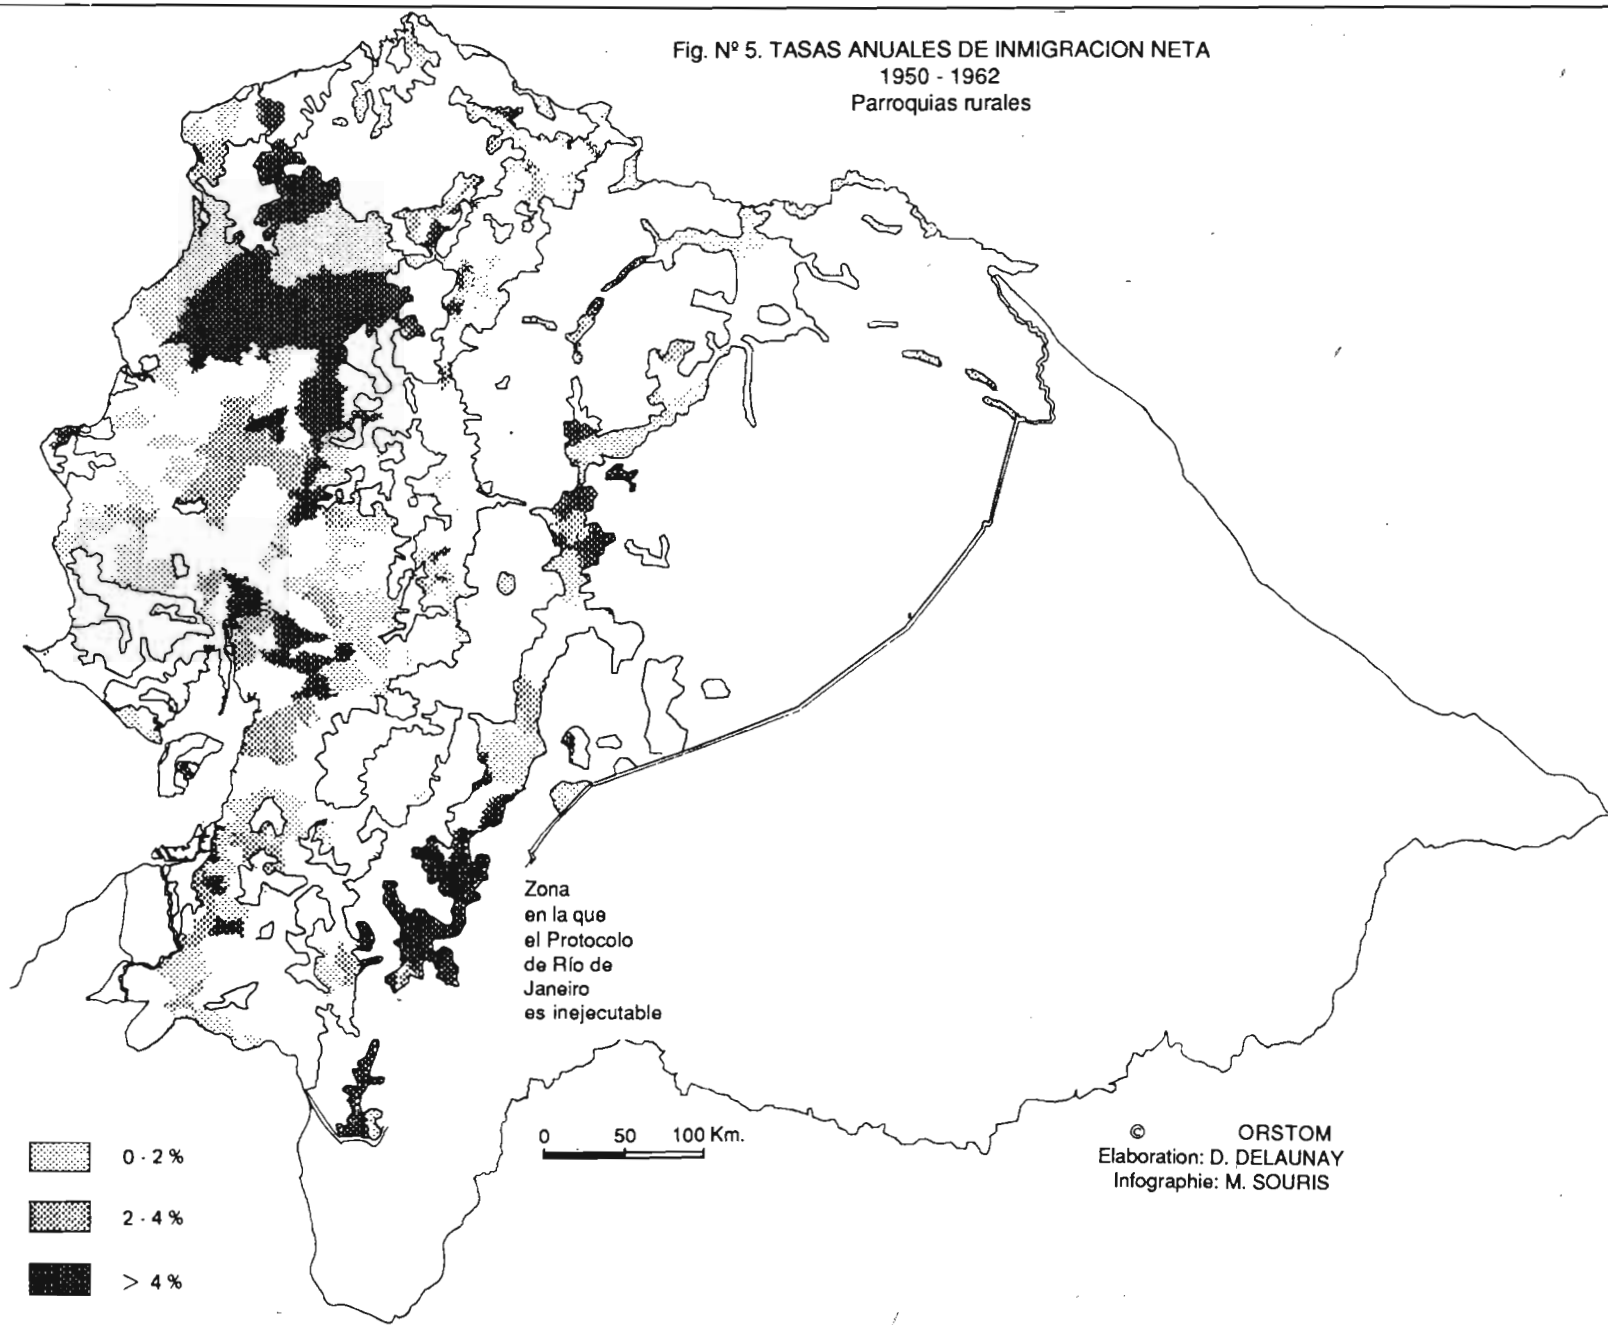 Fig. Nº 5. TASAS ANUALES DE INMIGRACION NETA
1950 - 1962
Parroquias rurales
Zona
en la que
el Protocolo
de Río de
Janeiro
es inejecutable
0 50 100 Km.
0 - 2 %
2 - 4 %
> 4 %
© ORSTOM
Elaboration: D. DELAUNAY
Infographie: M. SOURIS